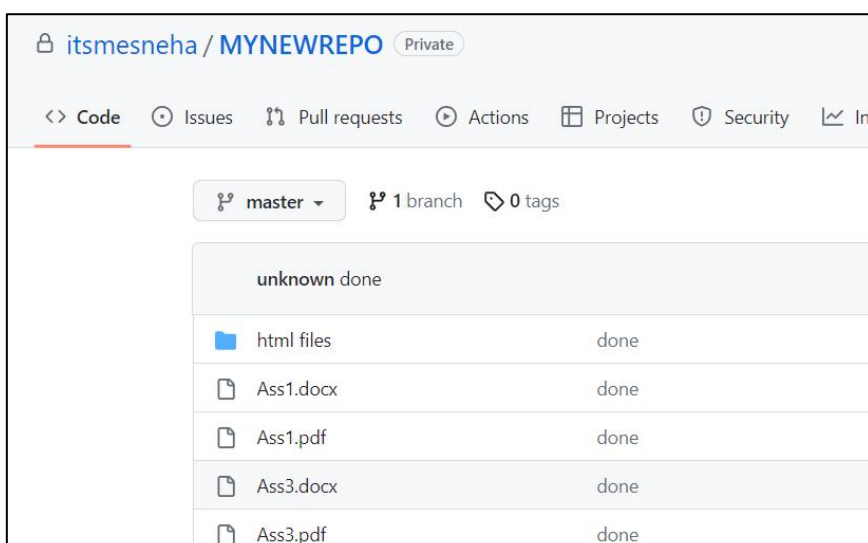 itsmesneha / MYNEWREPO Private
Code Issues Pull requests Actions Projects Security In
master 1 branch 0 tags
unknown done
html files done
Ass1.docx done
Ass1.pdf done
Ass3.docx done
Ass3.pdf done